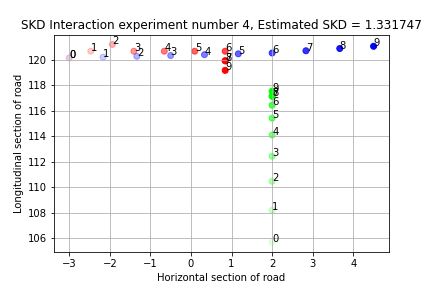 SKD Interaction experiment number 4, Estimated SKD = 1.331747
120
118
116
114
112
110
108
106
Longitudinal section of road
0 1 2 3 4 5 6
9
0 1 2 3 4 5 6 7 8 9
9
6
5
4
3
2
1
0
−3 −2 −1 0 1 2 3 4
Horizontal section of road